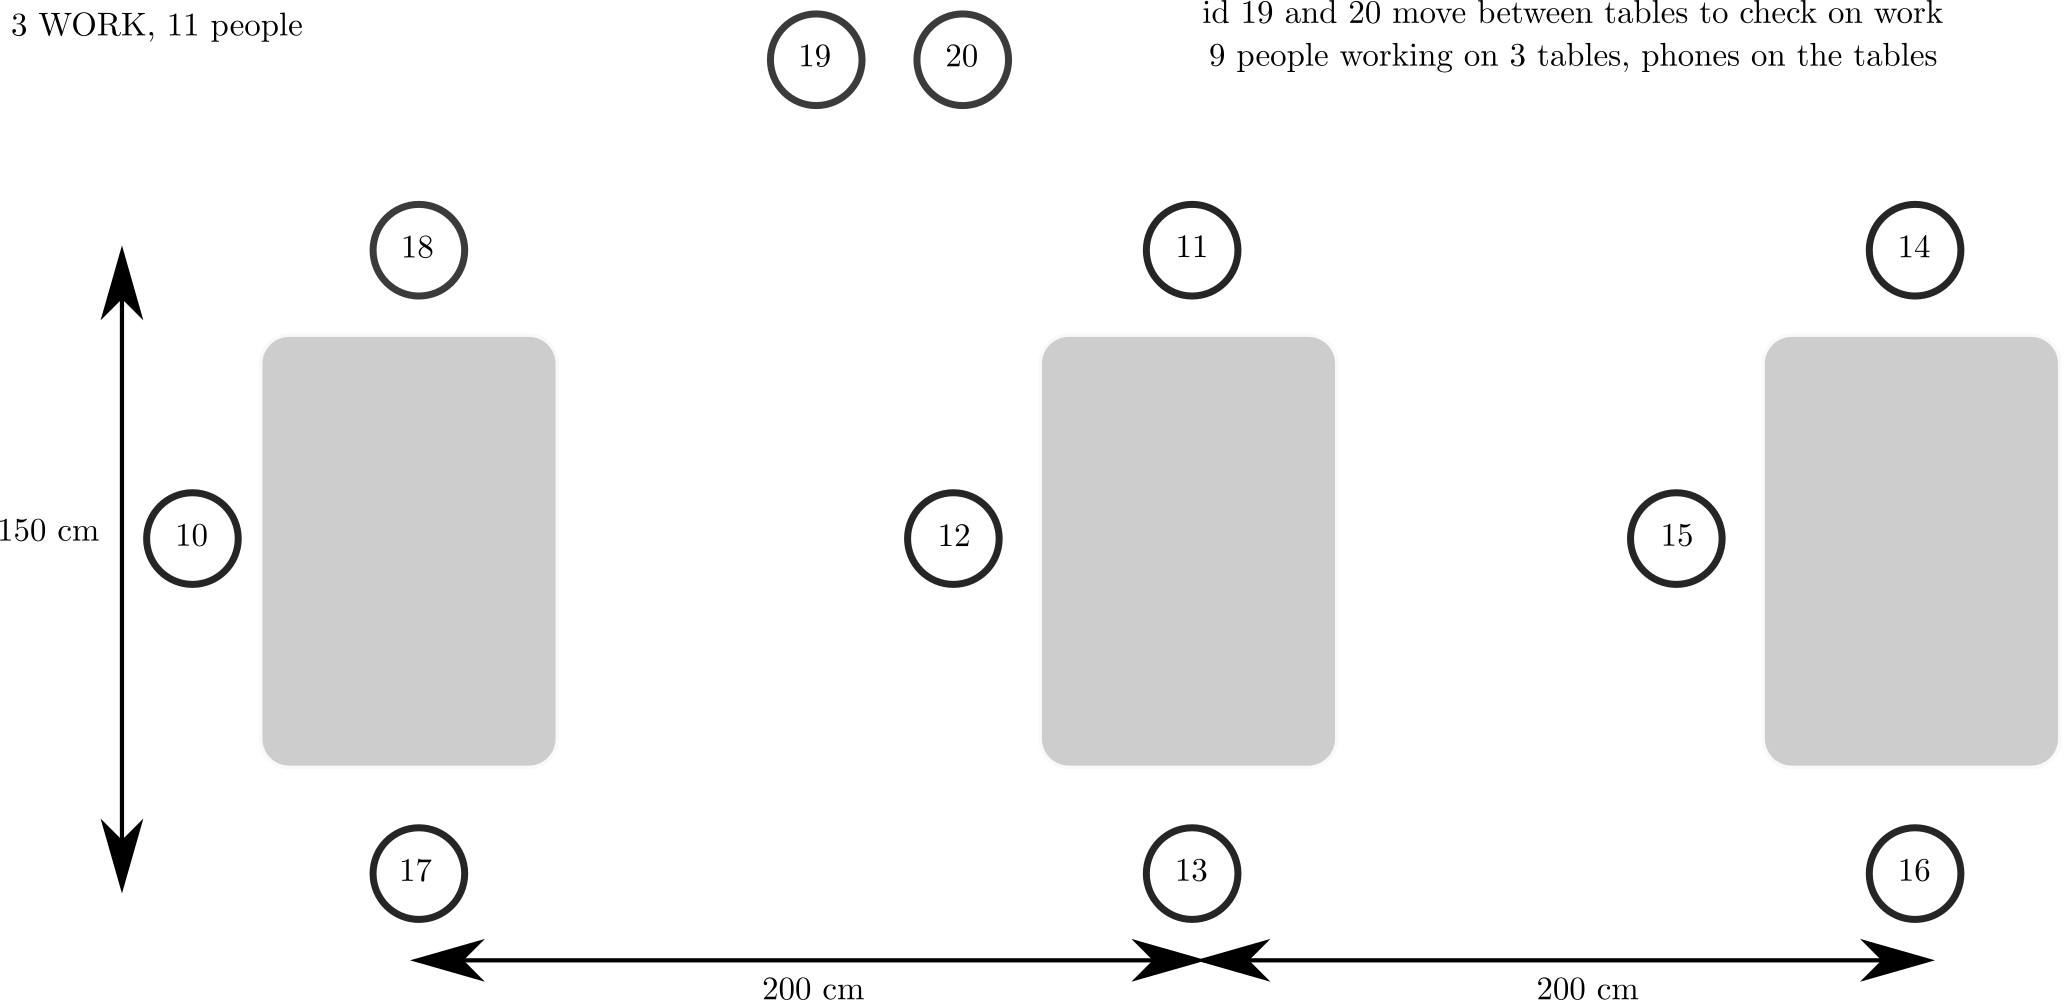 3 WORK, 11 people
19
20
id 19 and 20 move between tables to check on work
9 people working on 3 tables, phones on the tables
18
11
14
150 cm
10
12
15
17
13
16
200 cm
200 cm